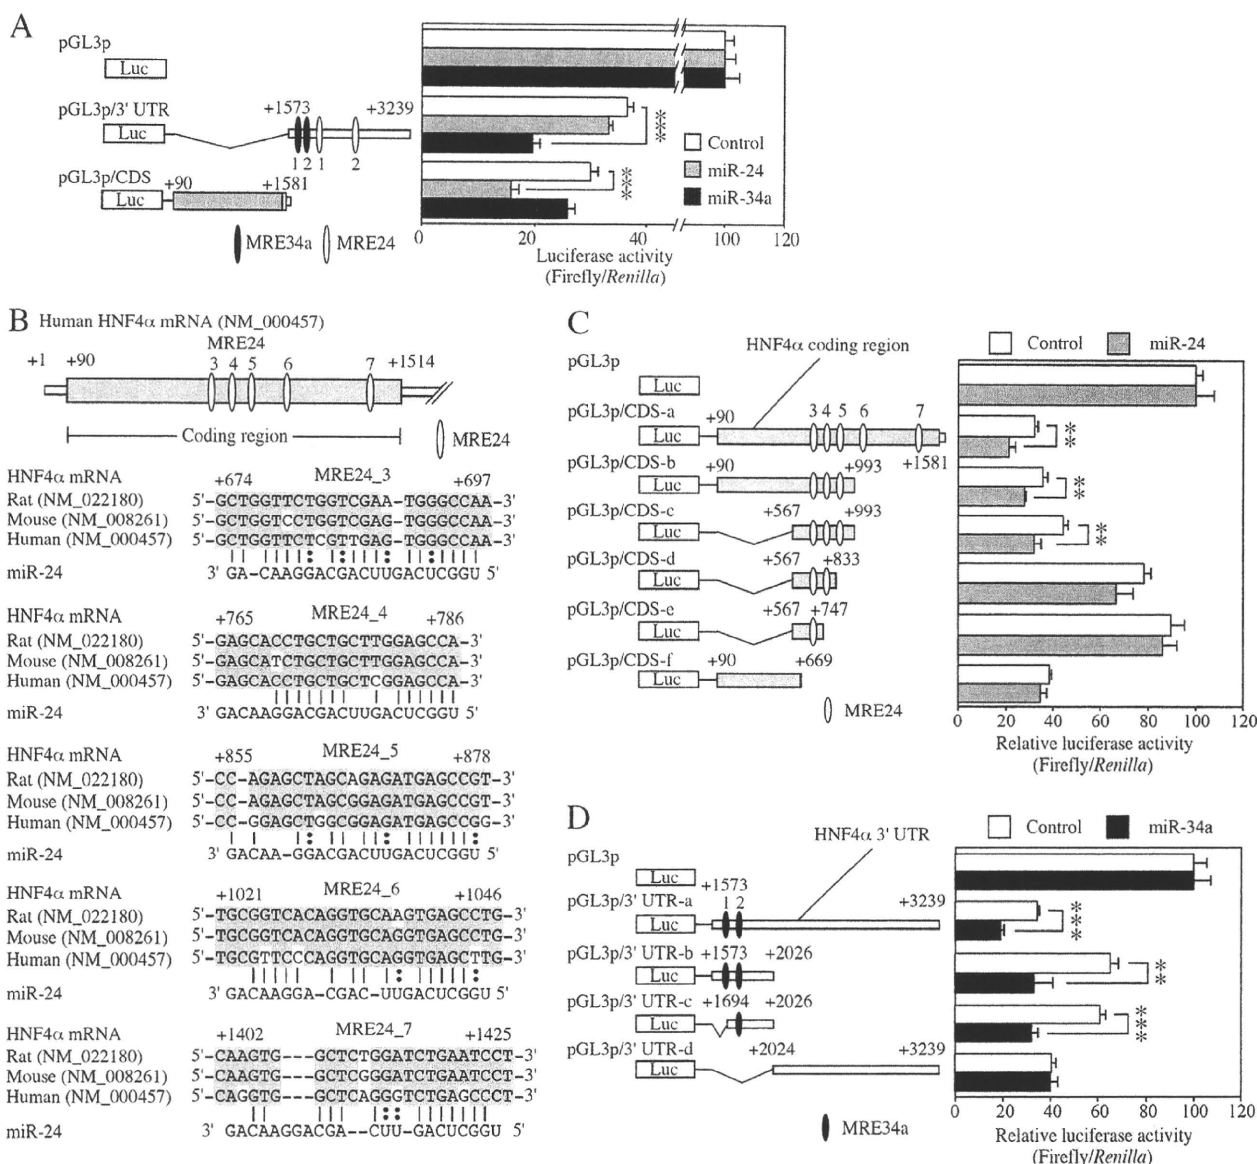 A
pGL3p
Luc
pGL3p/3' UTR
+1573 +3239
Luc
1 2 1 2
pGL3p/CDS
+90 +1581
Luc
MRE34a MRE24
***
***
Control
miR-24
miR-34a
0 20 40 100 120
Luciferase activity
(Firefly/Renilla)
B Human HNF4α mRNA (NM_000457)
MRE24
+1 +90 3 4 5 6 7 +1514
Coding region
MRE24
HNF4α mRNA +674 MRE24_3 +697
Rat (NM_022180) 5'-GCTGGTTCTGGTCGAA-TGGGCCAA-3'
Mouse (NM_008261) 5'-GCTGGTCCTGGTCGAG-TGGGCCAA-3'
Human (NM_000457) 5'-GCTGGTTCTCGTTGAG-TGGGCCAA-3'
miR-24 3' GA-CAAGGACGACUUGACUCGGU 5'
HNF4α mRNA +765 MRE24_4 +786
Rat (NM_022180) 5'-GAGCACCTGCTGCTTGGAGCCA-3'
Mouse (NM_008261) 5'-GAGCATCTGCTGCTTGGAGCCA-3'
Human (NM_000457) 5'-GAGCACCTGCTGCTCGGAGCCA-3'
miR-24 3' GACAAGGACGACUUGACUCGGU 5'
HNF4α mRNA +855 MRE24_5 +878
Rat (NM_022180) 5'-CC-AGAGCTAGCAGAGATGAGCCGT-3'
Mouse (NM_008261) 5'-CC-AGAGCTAGCGGAGATGAGCCGT-3'
Human (NM_000457) 5'-CC-GGAGCTGGCGGAGATGAGCCGG-3'
miR-24 3' GACAA-GGACGACUUGACUCGGU 5'
HNF4α mRNA +1021 MRE24_6 +1046
Rat (NM_022180) 5'-TGCGGTCACAGGTGCAAGTGAGCCTG-3'
Mouse (NM_008261) 5'-TGCGGTCACAGGTGCAGGTGAGCCTG-3'
Human (NM_000457) 5'-TGCGTTCCCAGGTGCAGGTGAGCTTG-3'
miR-24 3' GACAAGGA-CGAC-UUGACUCGGU 5'
HNF4α mRNA +1402 MRE24_7 +1425
Rat (NM_022180) 5'-CAAGTG---GCTCTGGATCTGAATCCT-3'
Mouse (NM_008261) 5'-CAAGTG---GCTCGGGATCTGAATCCT-3'
Human (NM_000457) 5'-CAGGTG---GCTCAGGGTCTGAGCCCT-3'
miR-24 3' GACAAGGACGA--CUU-GACUCGGU 5'
C
HNF4α coding region
Control miR-24
pGL3p
Luc
pGL3p/CDS-a
+90 3 4 5 6 7
Luc
+1581
pGL3p/CDS-b
+90 +993
Luc
pGL3p/CDS-c
+567 +993
Luc
pGL3p/CDS-d
+567 +833
Luc
pGL3p/CDS-e
+567 +747
Luc
pGL3p/CDS-f
+90 +669
Luc
MRE24
**
**
**
0 20 40 60 80 100 120
Relative luciferase activity
(Firefly/Renilla)
D
HNF4α 3' UTR
Control miR-34a
pGL3p
Luc
pGL3p/3' UTR-a
+1573 1 2 +3239
Luc
pGL3p/3' UTR-b
+1573 +2026
Luc
pGL3p/3' UTR-c
+1694 +2026
Luc
pGL3p/3' UTR-d
+2024 +3239
Luc
MRE34a
***
**
***
0 20 40 60 80 100 120
Relative luciferase activity
(Firefly/Renilla)